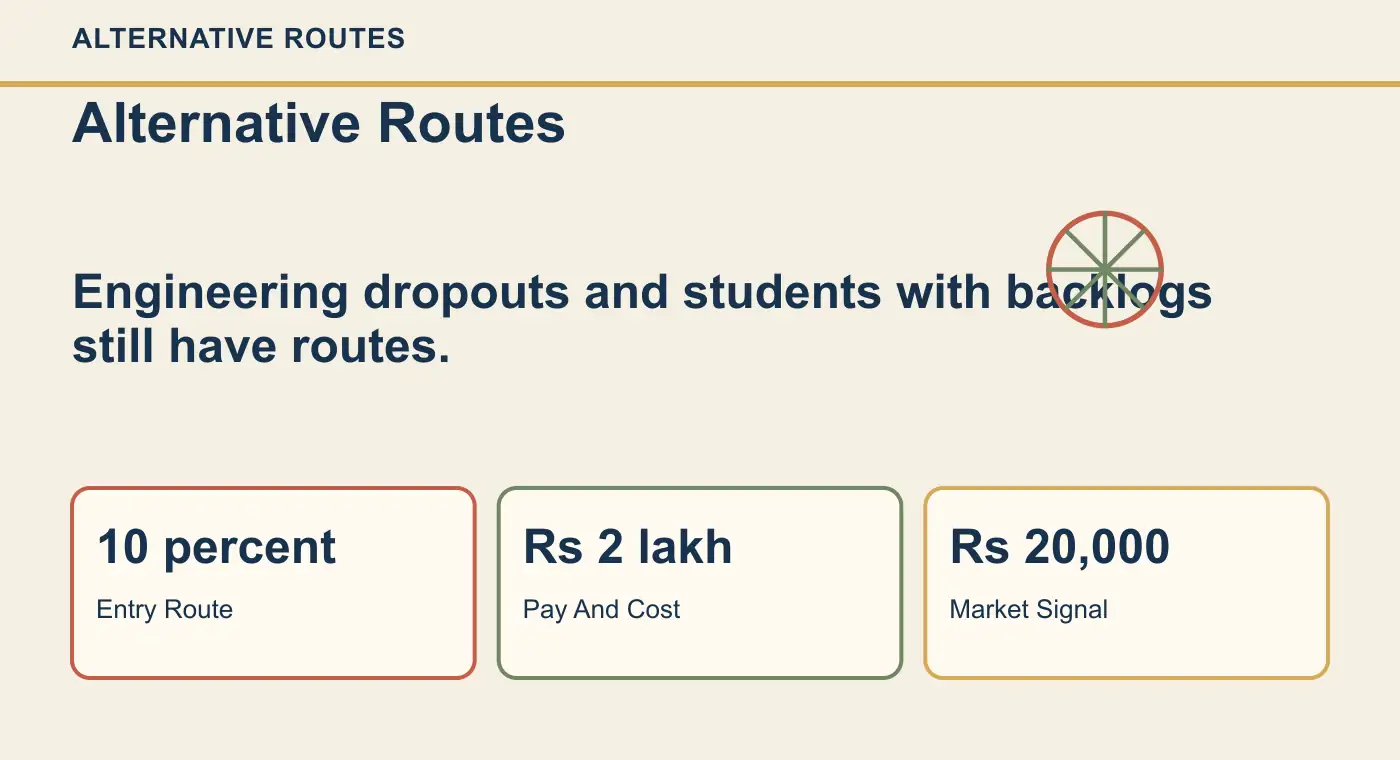 ALTERNATIVE ROUTES
Alternative Routes
Engineering dropouts and students with backlogs
still have routes.
10 percent
Entry Route
Rs 2 lakh
Pay And Cost
Rs 20,000
Market Signal